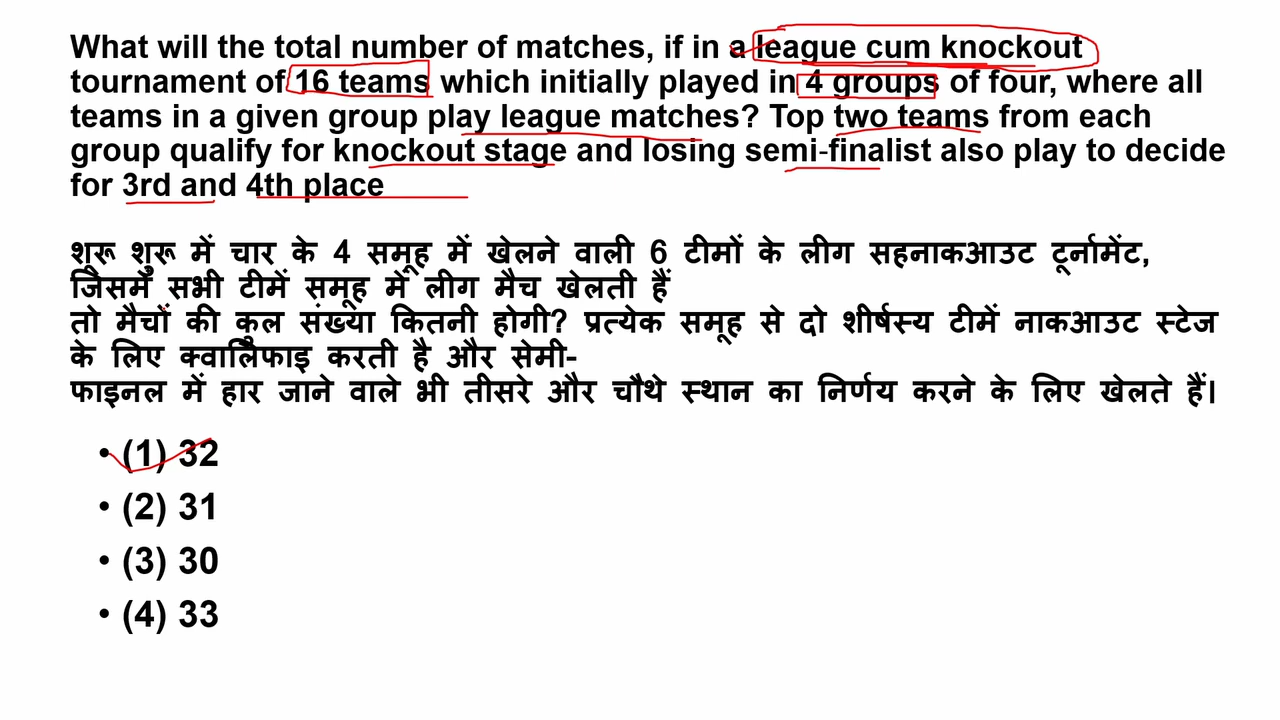 What will the total number of matches, if in a league cum knockout
tournament of 16 teams which initially played in 4 groups of four, where all
teams in a given group play league matches? Top two teams from each
group qualify for knockout stage and losing semi-finalist also play to decide
for 3rd and 4th place
शुरू शुरू में चार के 4 समूह में खेलने वाली 6 टीमों के लीग सहनाकआउट टूर्नामेंट,
जिसमें सभी टीमें समूह में लीग मैच खेलती हैं
तो मैचों की कुल संख्या कितनी होगी? प्रत्येक समूह से दो शीर्षस्य टीमें नाकआउट स्टेज
के लिए क्वालिफाइ करती है और सेमी-
फाइनल में हार जाने वाले भी तीसरे और चौथे स्थान का निर्णय करने के लिए खेलते हैं।
• (1) 32
• (2) 31
• (3) 30
• (4) 33